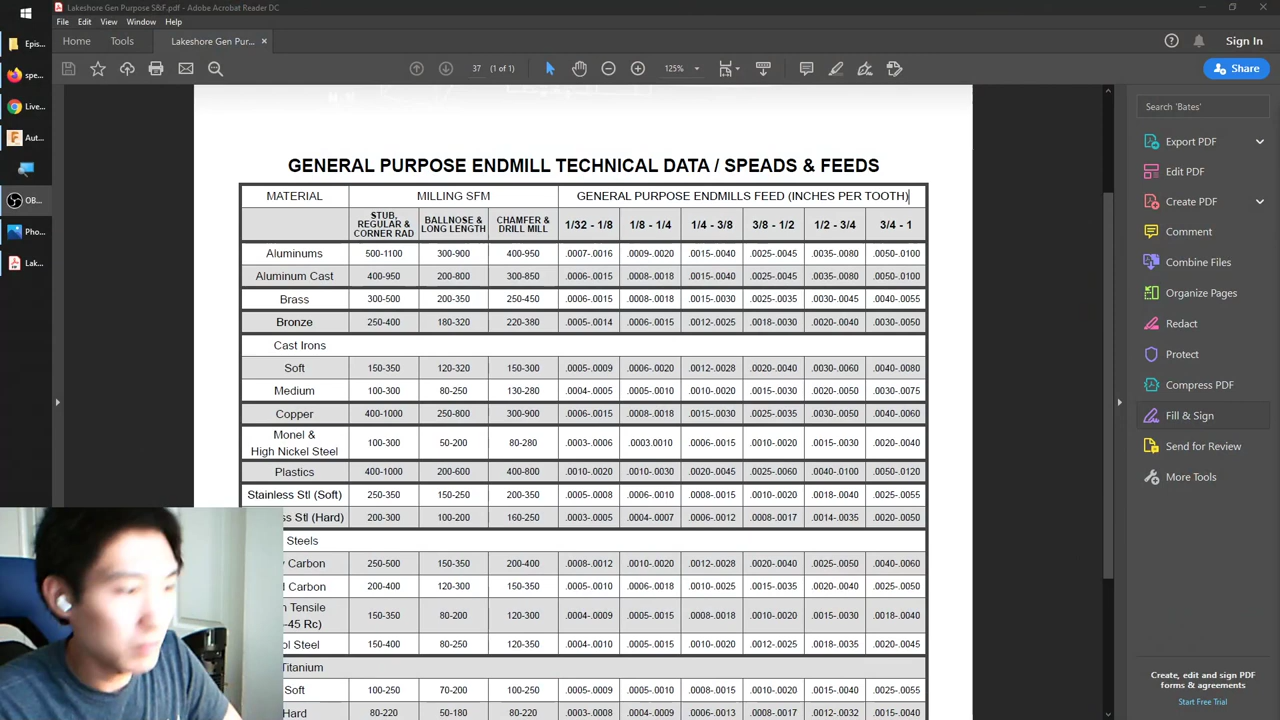 Lakeshore Gen Purpose S&F.pdf - Adobe Acrobat Reader DC
File Edit View Window Help
Home Tools Lakeshore Gen Pur... × Sign In
37 (1 of 1) 125% Share
Epis...
spe...
Live...
Aut...
OB...
Pho...
Lak...
GENERAL PURPOSE ENDMILL TECHNICAL DATA / SPEADS & FEEDS
MATERIAL MILLING SFM GENERAL PURPOSE ENDMILLS FEED (INCHES PER TOOTH)
STUB, REGULAR & CORNER RAD BALLNOSE & LONG LENGTH CHAMFER & DRILL MILL 1/32 - 1/8 1/8 - 1/4 1/4 - 3/8 3/8 - 1/2 1/2 - 3/4 3/4 - 1
Aluminums 500-1100 300-900 400-950 .0007-.0016 .0009-.0020 .0015-.0040 .0025-.0045 .0035-.0080 .0050-.0100
Aluminum Cast 400-950 200-800 300-850 .0006-.0015 .0008-.0018 .0015-.0040 .0025-.0045 .0035-.0080 .0050-.0100
Brass 300-500 200-350 250-450 .0006-.0015 .0008-.0018 .0015-.0030 .0025-.0035 .0030-.0045 .0040-.0055
Bronze 250-400 180-320 220-380 .0005-.0014 .0006-.0015 .0012-.0025 .0018-.0030 .0020-.0040 .0030-.0050
Cast Irons
Soft 150-350 120-320 150-300 .0005-.0009 .0006-.0020 .0012-.0028 .0020-.0040 .0030-.0060 .0040-.0080
Medium 100-300 80-250 130-280 .0004-.0005 .0005-.0010 .0010-.0020 .0015-.0030 .0020-.0050 .0030-.0075
Copper 400-1000 250-800 300-900 .0006-.0015 .0008-.0018 .0015-.0030 .0025-.0035 .0030-.0050 .0040-.0060
Monel & High Nickel Steel 100-300 50-200 80-280 .0003-.0006 .0003.0010 .0006-.0015 .0010-.0020 .0015-.0030 .0020-.0040
Plastics 400-1000 200-600 400-800 .0010-.0020 .0010-.0030 .0020-.0045 .0025-.0060 .0040-.0100 .0050-.0120
Stainless Stl (Soft) 250-350 150-250 200-350 .0005-.0008 .0006-.0010 .0008-.0015 .0010-.0020 .0018-.0040 .0025-.0055
ss Stl (Hard) 200-300 100-200 160-250 .0003-.0005 .0004-.0007 .0006-.0012 .0008-.0017 .0014-.0035 .0020-.0050
Steels
Carbon 250-500 150-350 200-400 .0008-.0012 .0010-.0020 .0012-.0028 .0020-.0040 .0025-.0050 .0040-.0060
Carbon 200-400 120-300 150-350 .0005-.0010 .0006-.0018 .0010-.0025 .0015-.0035 .0020-.0040 .0025-.0050
Tensile -45 Rc) 150-350 80-200 120-300 .0004-.0009 .0005-.0015 .0008-.0018 .0010-.0020 .0015-.0030 .0018-.0040
ol Steel 150-400 80-250 120-350 .0004-.0010 .0005-.0015 .0010-.0020 .0012-.0025 .0018-.0035 .0020-.0045
Titanium
Soft 100-250 70-200 100-250 .0005-.0009 .0005-.0010 .0008-.0015 .0010-.0020 .0015-.0040 .0025-.0055
Hard 80-220 50-180 80-220 .0003-.0008 .0004-.0009 .0006-.0013 .0008-.0017 .0012-.0032 .0015-.0040
Search 'Bates'
Export PDF
Edit PDF
Create PDF
Comment
Combine Files
Organize Pages
Redact
Protect
Compress PDF
Fill & Sign
Send for Review
More Tools
Create, edit and sign PDF
forms & agreements
Start Free Trial